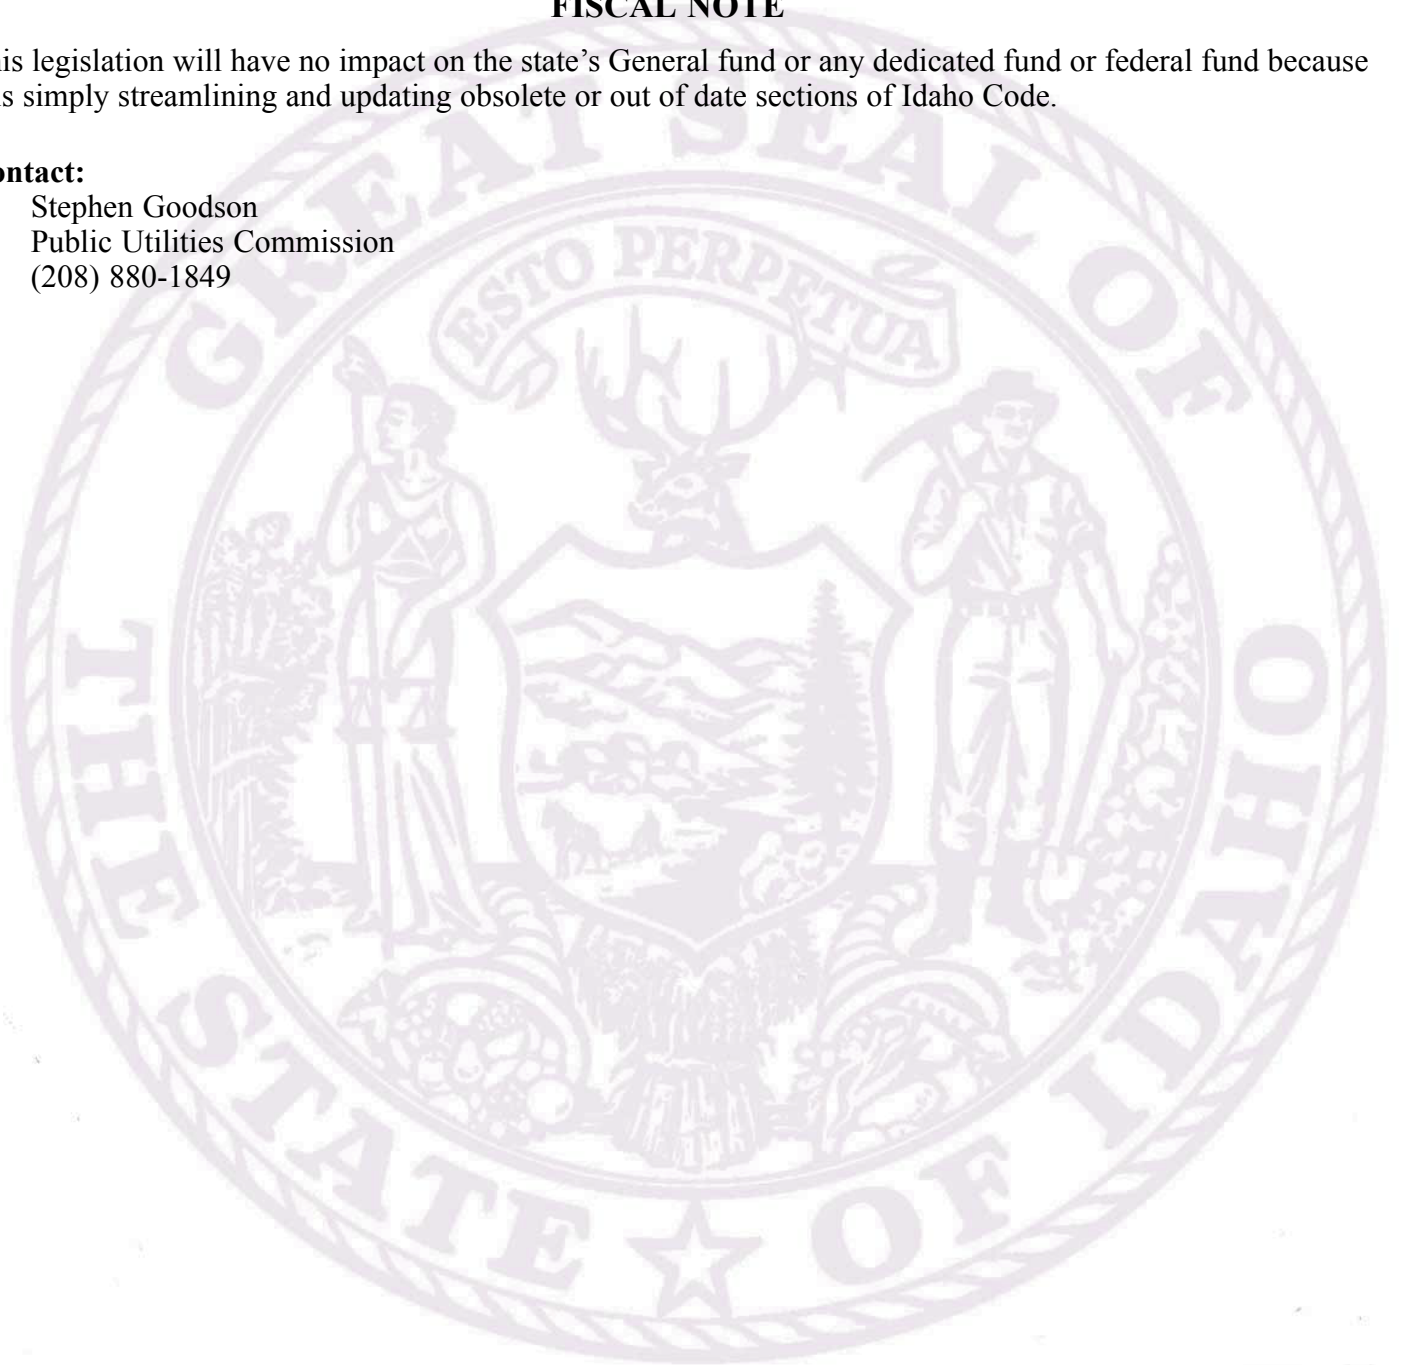 FISCAL NOTE
his legislation will have no impact on the state’s General fund or any dedicated fund or federal fund because
is simply streamlining and updating obsolete or out of date sections of Idaho Code.
ontact:
Stephen Goodson
Public Utilities Commission
(208) 880-1849
GREAT SEAL OF
THE STATE OF IDAHO
ESTO PERPETUA